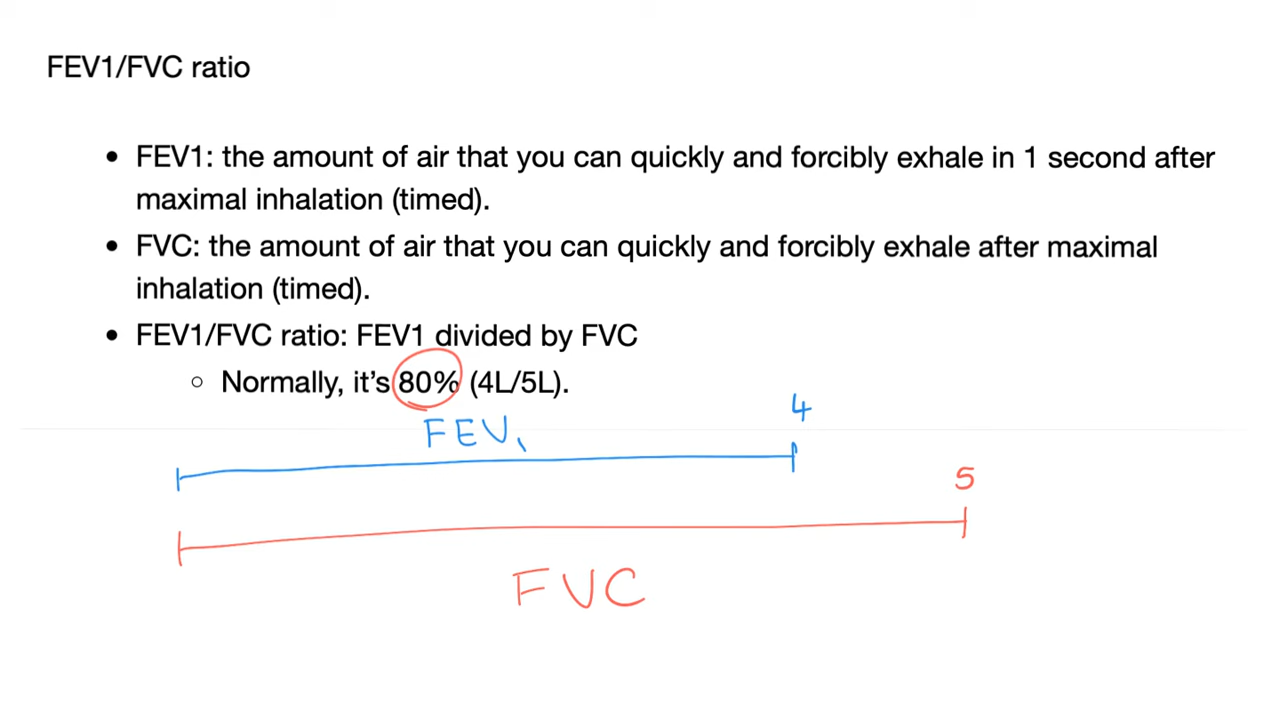 FEV1/FVC ratio
• FEV1: the amount of air that you can quickly and forcibly exhale in 1 second after
maximal inhalation (timed).
• FVC: the amount of air that you can quickly and forcibly exhale after maximal
inhalation (timed).
• FEV1/FVC ratio: FEV1 divided by FVC
○ Normally, it's 80% (4L/5L).
4
FEV₁
5
FVC